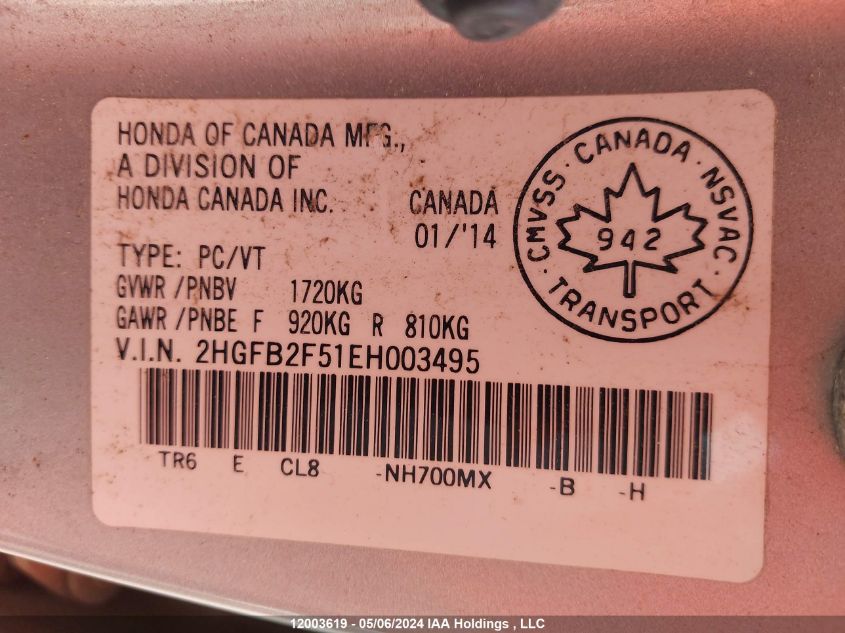 HONDA OF CANADA MFG.,
A DIVISION OF
HONDA CANADA INC.
CANADA
01/'14
TYPE: PC/VT
GVWR/PNBV 1720KG
GAWR/PNBE F 920KG R 810KG
V.I.N. 2HGFB2F51EH003495
TR6 E CL8 -NH700MX -B -H
CMVSS · CANADA · NSVAC · TRANSPORT ·
942
12003619 - 05/06/2024 IAA Holdings , LLC